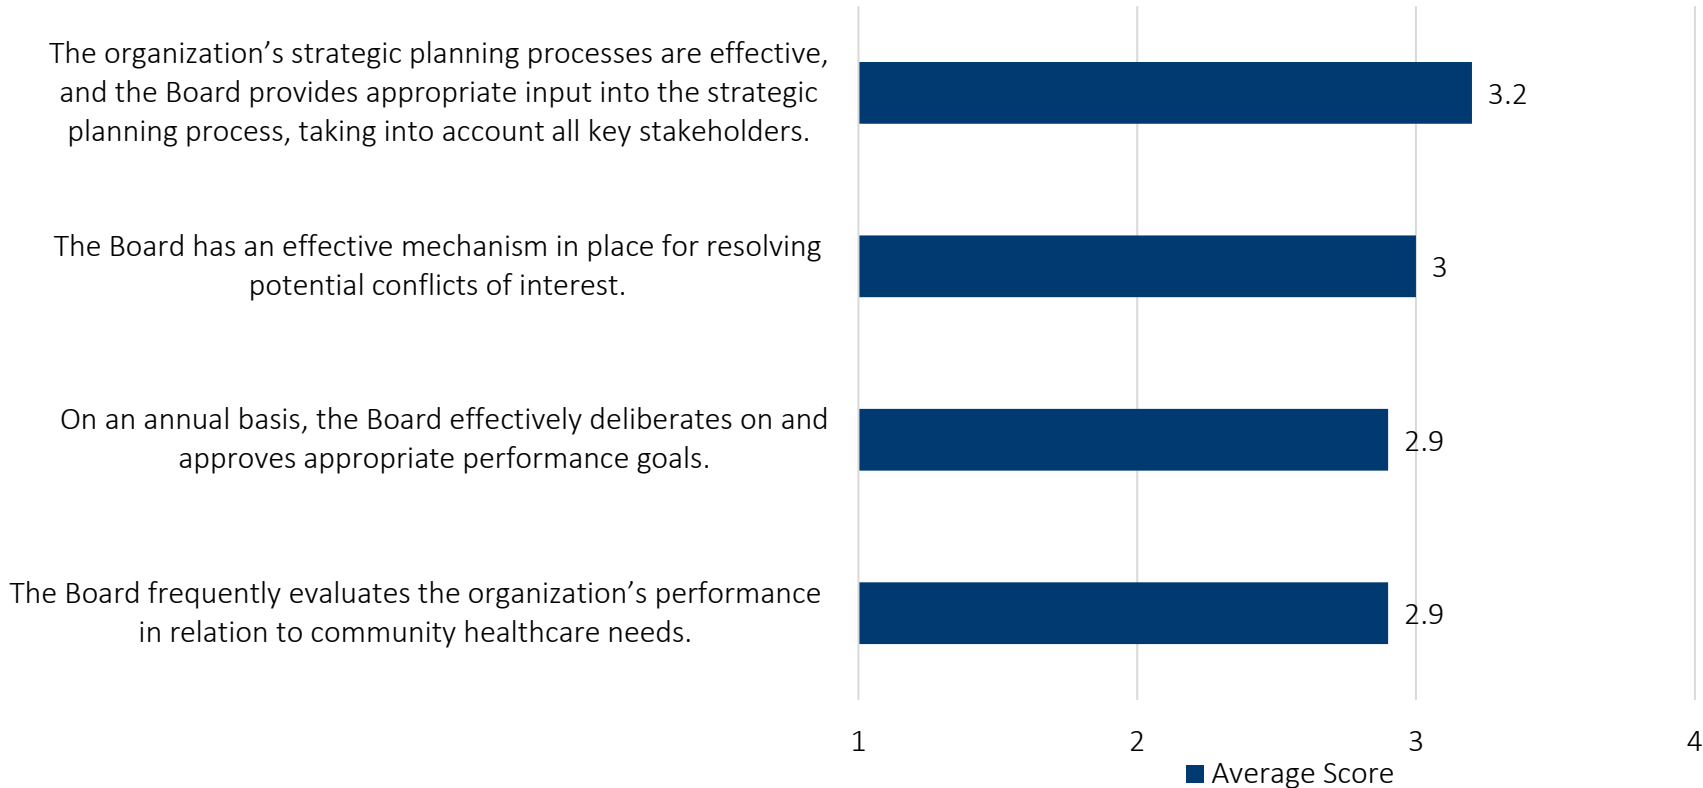 The organization’s strategic planning processes are effective,
and the Board provides appropriate input into the strategic
planning process, taking into account all key stakeholders.
3.2
The Board has an effective mechanism in place for resolving
potential conflicts of interest.
3
On an annual basis, the Board effectively deliberates on and
approves appropriate performance goals.
2.9
The Board frequently evaluates the organization’s performance
in relation to community healthcare needs.
2.9
1 2 3 4
Average Score